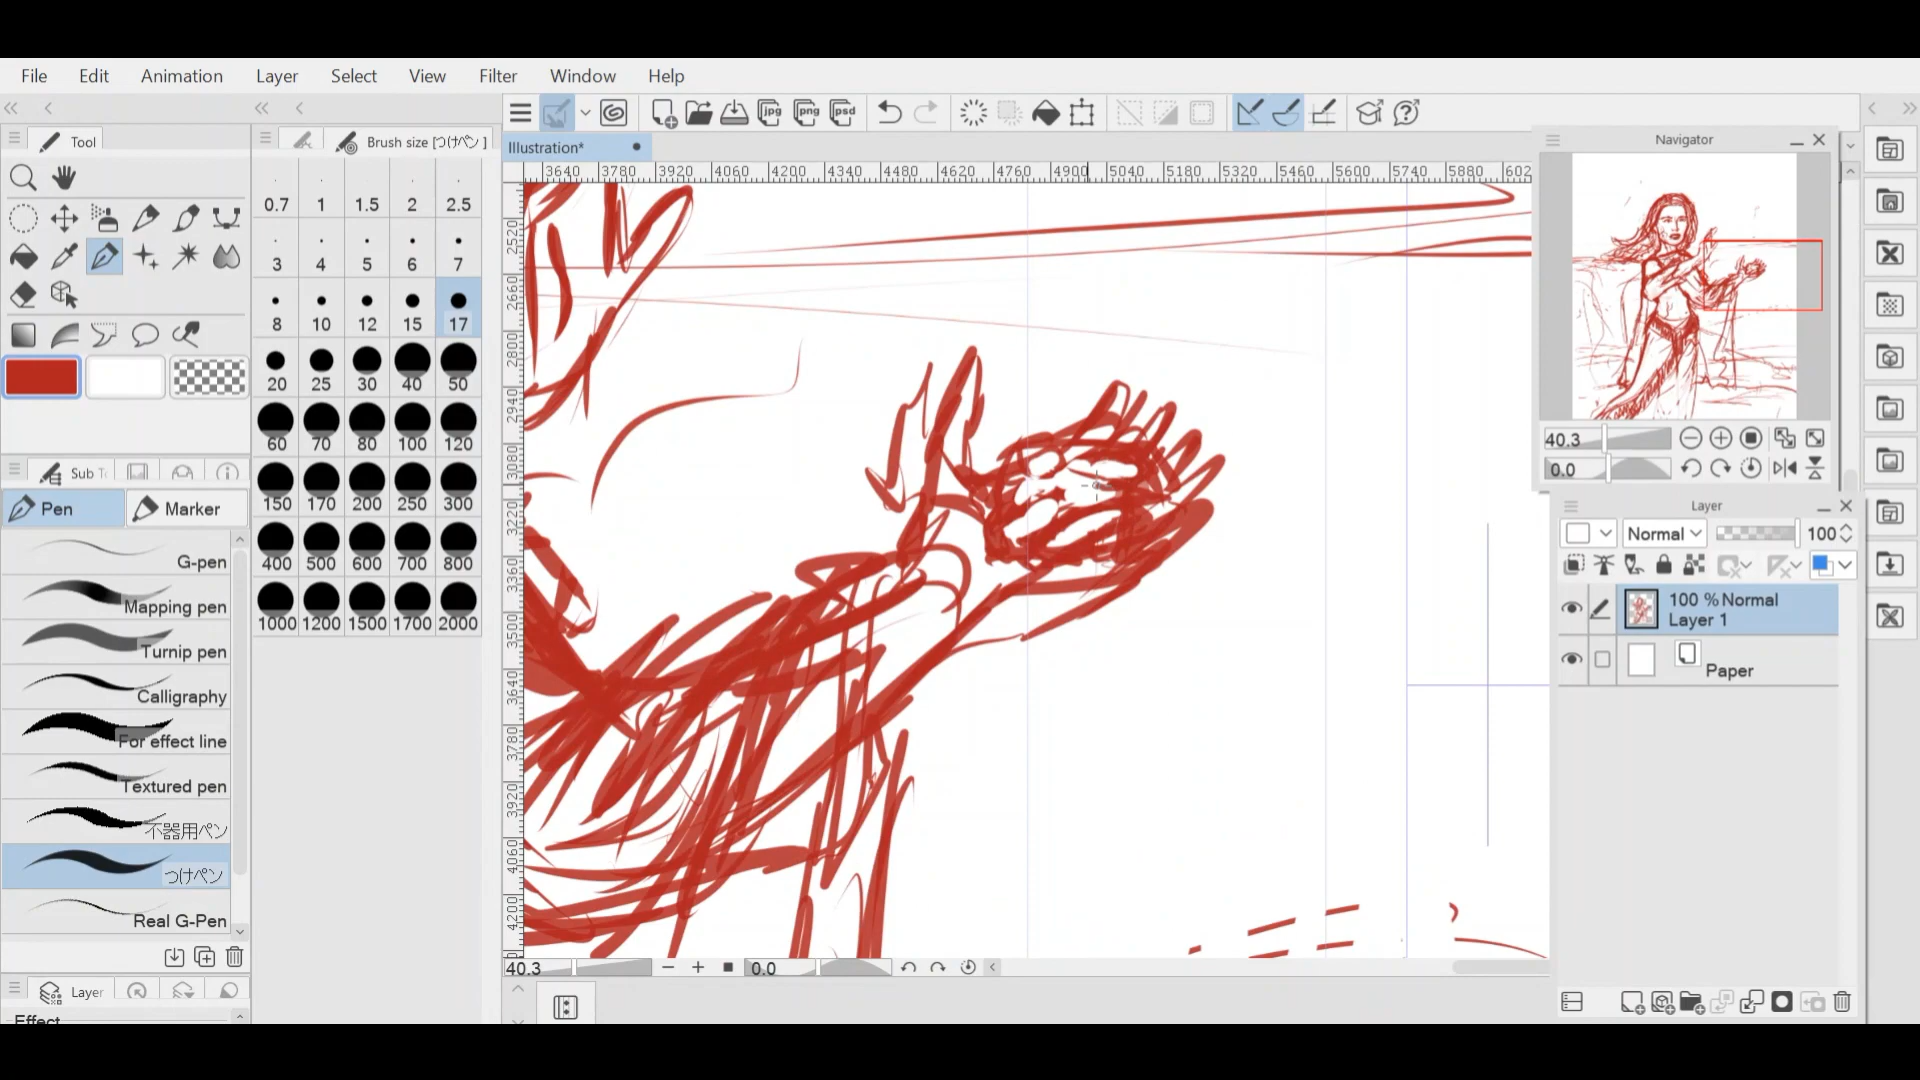 File Edit Animation Layer Select View Filter Window Help
Tool
Brush size [つけペン]
jpg png psd
Illustration*
Navigator
3640 3780 3920 4060 4200 4340 4480 4620 4760 4900 5040 5180 5320 5460 5600 5740 5880 602
2520
2660
2800
2940
3080
3220
3360
3500
3640
3780
3920
4060
4200
0.7 1 1.5 2 2.5
3 4 5 6 7
8 10 12 15 17
20 25 30 40 50
60 70 80 100 120
150 170 200 250 300
400 500 600 700 800
1000 1200 1500 1700 2000
Sub
Pen Marker
G-pen
Mapping pen
Turnip pen
Calligraphy
For effect line
Textured pen
不器用ペン
つけペン
Real G-Pen
Layer
Effect
40.3 0.0
40.3
0.0
Layer
Normal 100
100 % Normal
Layer 1
Paper